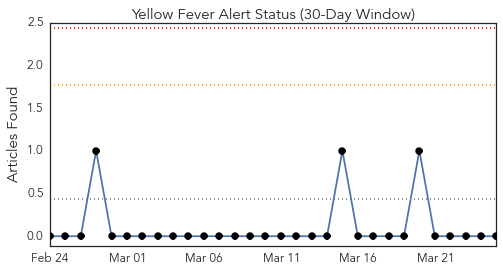 Yellow Fever Alert Status (30-Day Window)
Articles Found
2.5
2.0
1.5
1.0
0.5
0.0
Feb 24
Mar 01
Mar 06
Mar 11
Mar 16
Mar 21